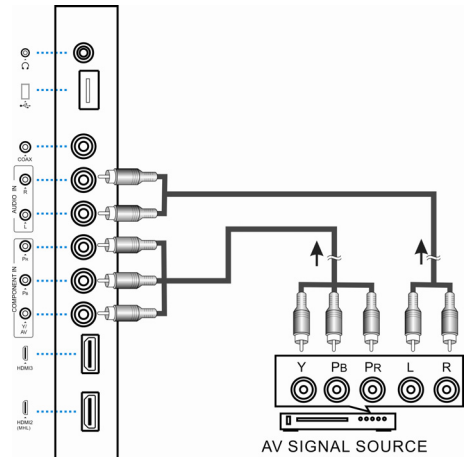 COAX
AUDIO IN
R
L
COMPONENT IN
PR
PB
Y/
AV
HDMI3
HDMI2
(MHL)
Y PB PR L R
AV SIGNAL SOURCE